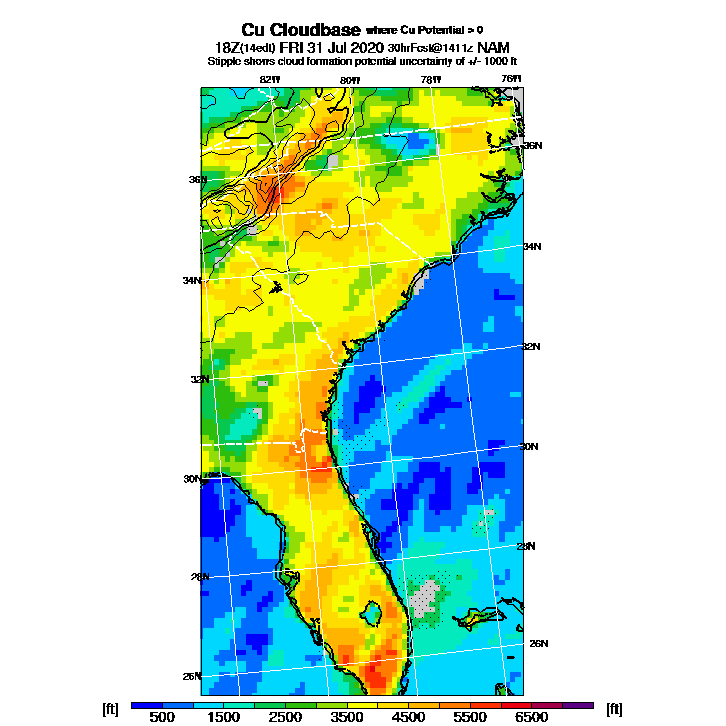 Cu Cloudbase where Cu Potential > 0
18Z(14edt) FRI 31 Jul 2020 30hrFcst@1411z NAM
Stipple shows cloud formation potential uncertainty of +/- 1000 ft
82W 80W 78W 76W
36N
36N
34N
34N
32N
32N
30N
30N
28N
28N
26N
26N
[ft] 500 1500 2500 3500 4500 5500 6500 [ft]